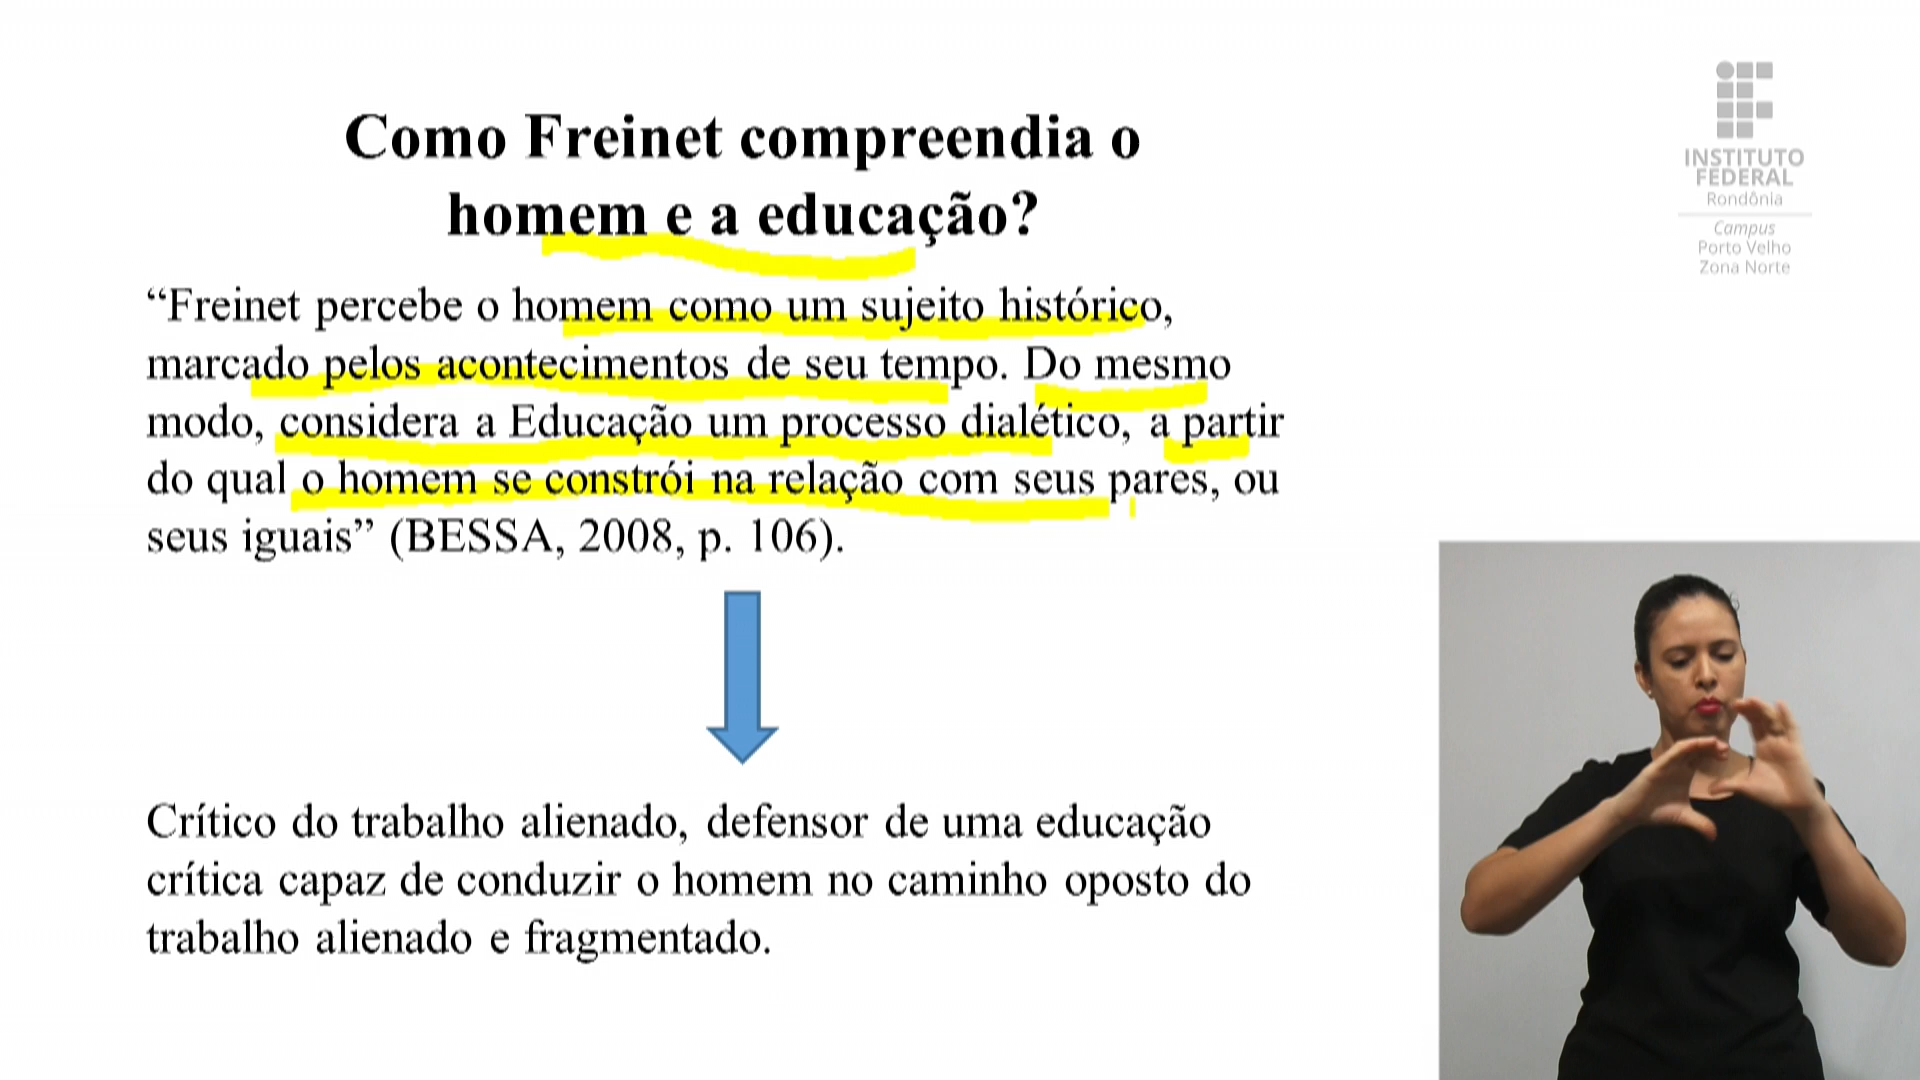 Como Freinet compreendia o
homem e a educação?
“Freinet percebe o homem como um sujeito histórico,
marcado pelos acontecimentos de seu tempo. Do mesmo
modo, considera a Educação um processo dialético, a partir
do qual o homem se constrói na relação com seus pares, ou
seus iguais” (BESSA, 2008, p. 106).
Crítico do trabalho alienado, defensor de uma educação
crítica capaz de conduzir o homem no caminho oposto do
trabalho alienado e fragmentado.
INSTITUTO
FEDERAL
Rondônia
Campus
Porto Velho
Zona Norte